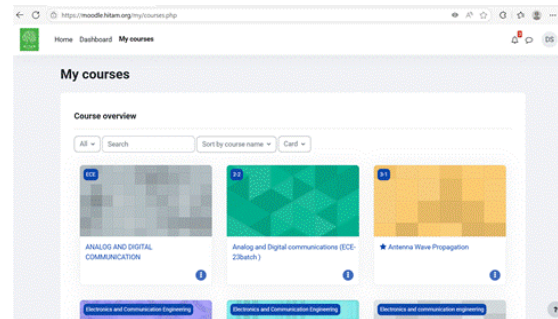 https://moodle.hitam.org/my/courses.php
Home Dashboard My courses
DS
My courses
Course overview
All Search Sort by course name Card
ECE
ANALOG AND DIGITAL
COMMUNICATION
2-2
Analog and Digital communications (ECE-
23batch )
3-1
Antenna Wave Propagation
Electronics and Communication Engineering
Electronics and Communication Engineering
Electronics and communication engineering
?